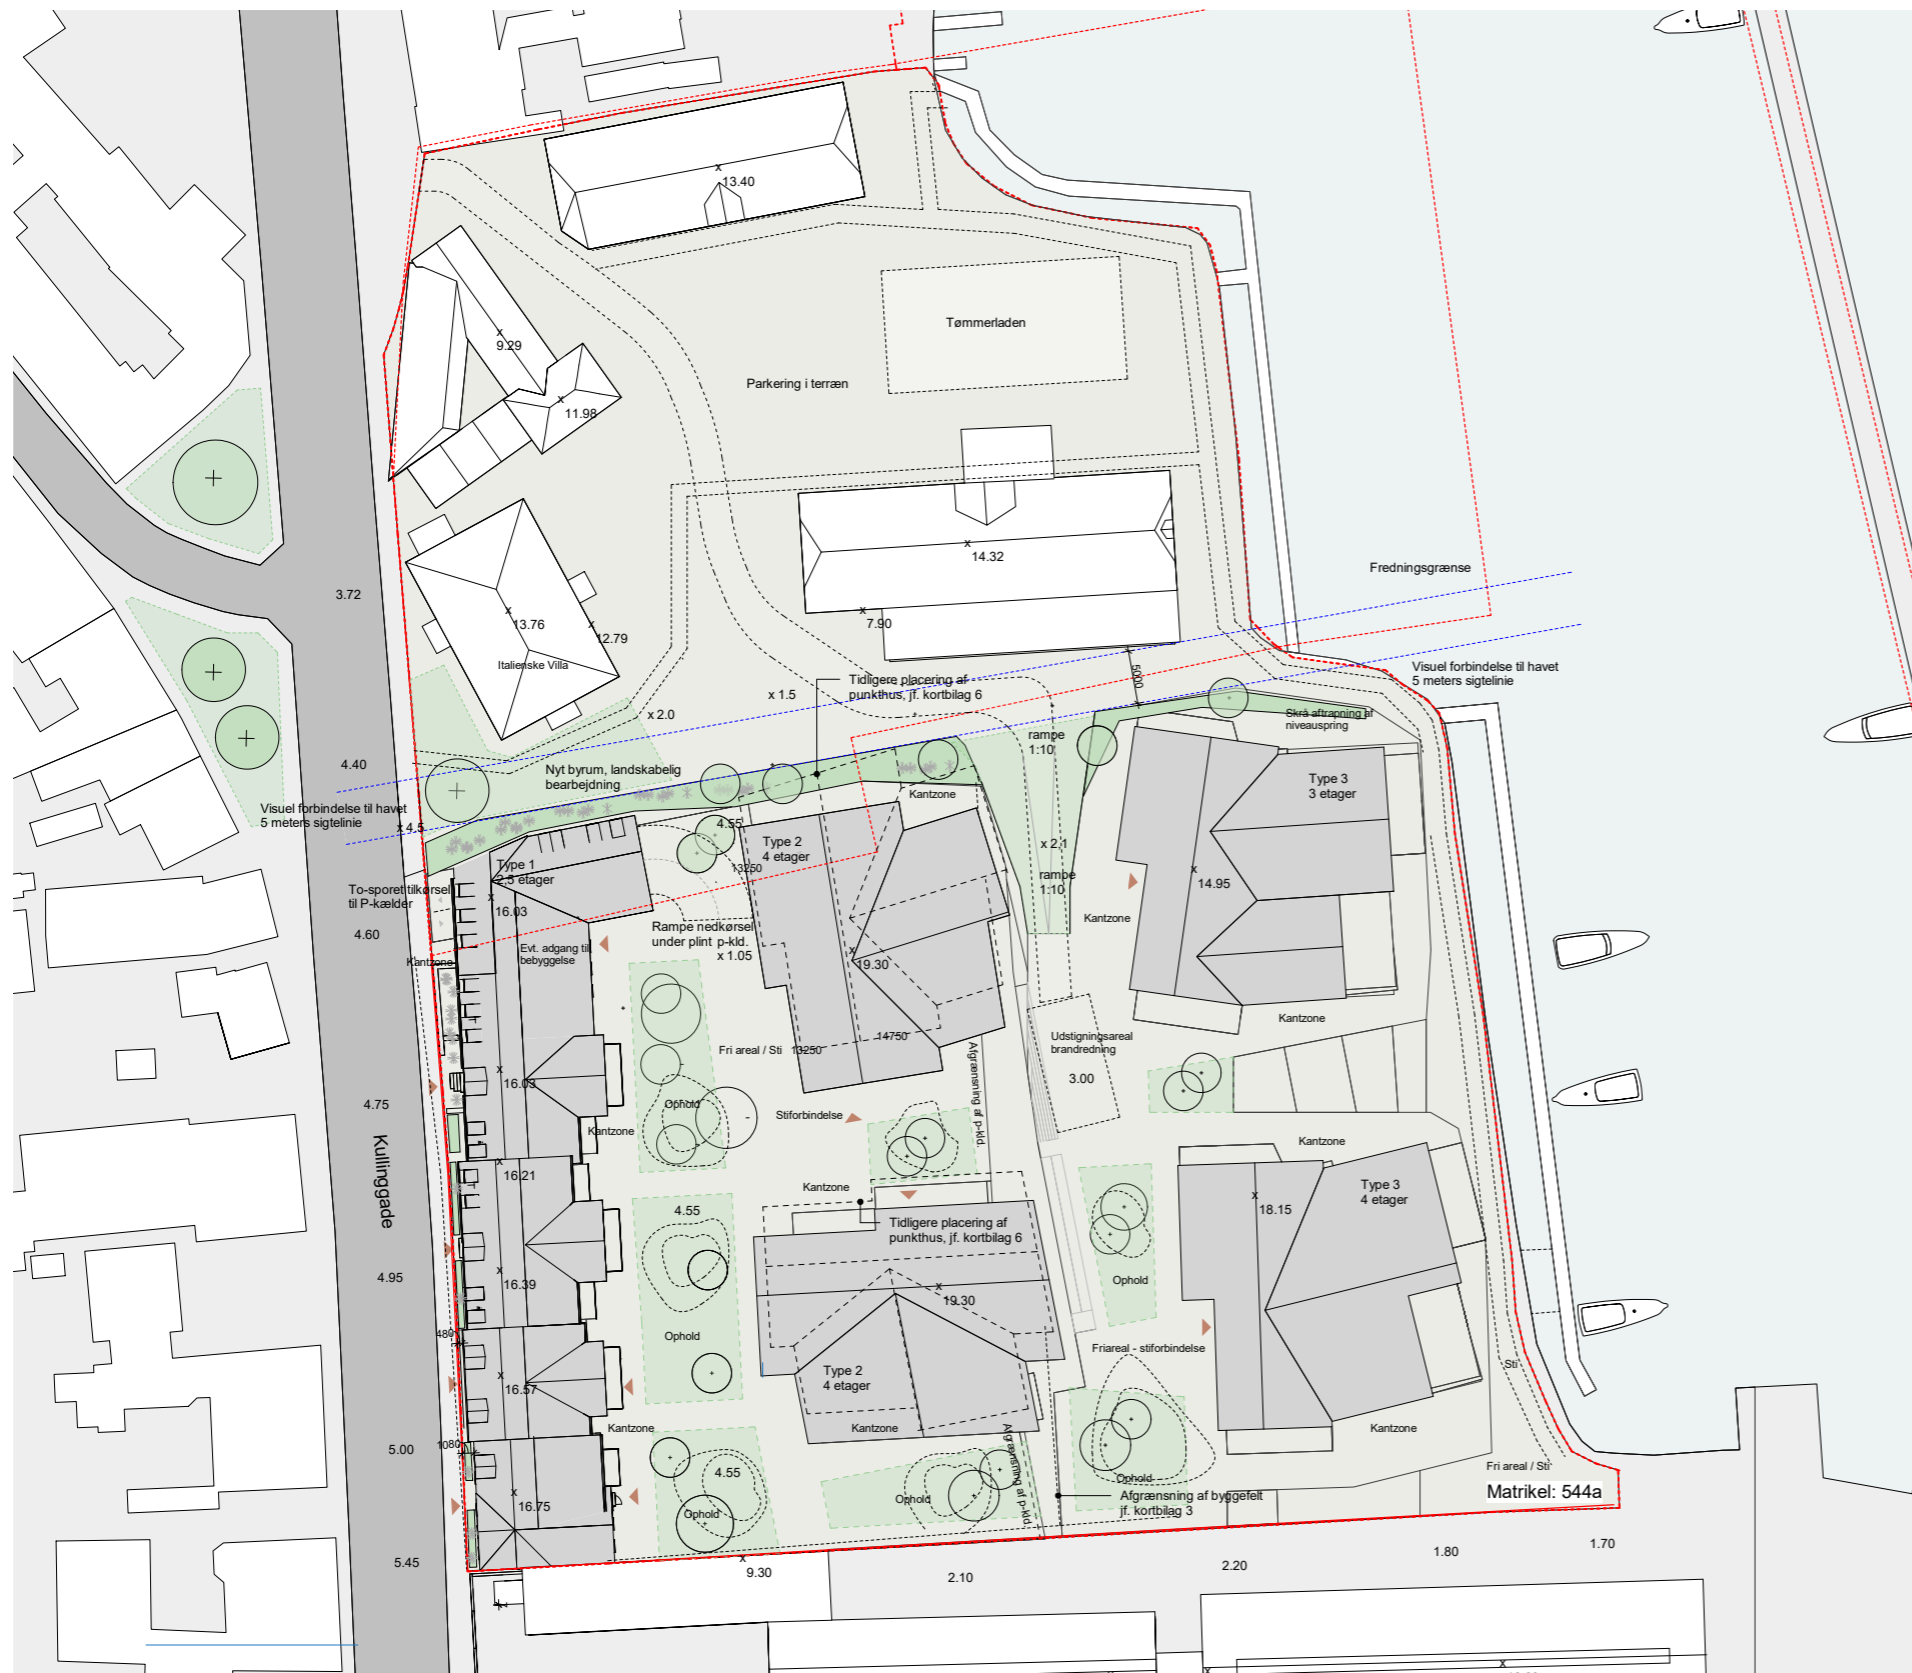 13.40
9.29
11.98
Tømmerladen
Parkering i terræn
14.32
7.90
Fredningsgrænse
3.72
13.76
12.79
Italienske Villa
Visuel forbindelse til havet
5 meters sigtelinie
5000
Tidligere placering af
punkthus, jf. kortbilag 6
x 1.5
x 2.0
Skrå aftrapning af
niveauspring
rampe
1:10
4.40
Nyt byrum, landskabelig
bearbejdning
Visuel forbindelse til havet
5 meters sigtelinie
x 4.5
Kantzone
Type 3
3 etager
4.55
Type 2
4 etager
13250
x 2.1
rampe
1:10
Type 1
2,5 etager
14.95
To-sporet tilkørsel
til P-kælder
16.03
4.60
Kantzone
Evt. adgang til
bebyggelse
Rampe nedkørsel
under plint p-kld.
x 1.05
19.30
Kantzone
Kantzone
Fri areal / Sti
13250
14750
Udstigningsareal
brandredning
3.00
Afgrænsning af p-kld.
16.03
4.75
Kullinggade
Ophold
Stiforbindelse
Kantzone
Kantzone
16.21
Kantzone
Type 3
4 etager
18.15
4.55
Tidligere placering af
punkthus, jf. kortbilag 6
4.95
16.39
Ophold
19.30
480
Ophold
Friareal - stiforbindelse
Sti
16.57
Type 2
4 etager
Kantzone
Kantzone
Kantzone
5.00
1080
4.55
Afgrænsning af p-kld.
16.75
Ophold
Ophold
Ophold
Afgrænsning af byggefelt
jf. kortbilag 3
Fri areal / Sti
Matrikel: 544a
5.45
9.30
2.10
2.20
1.80
1.70